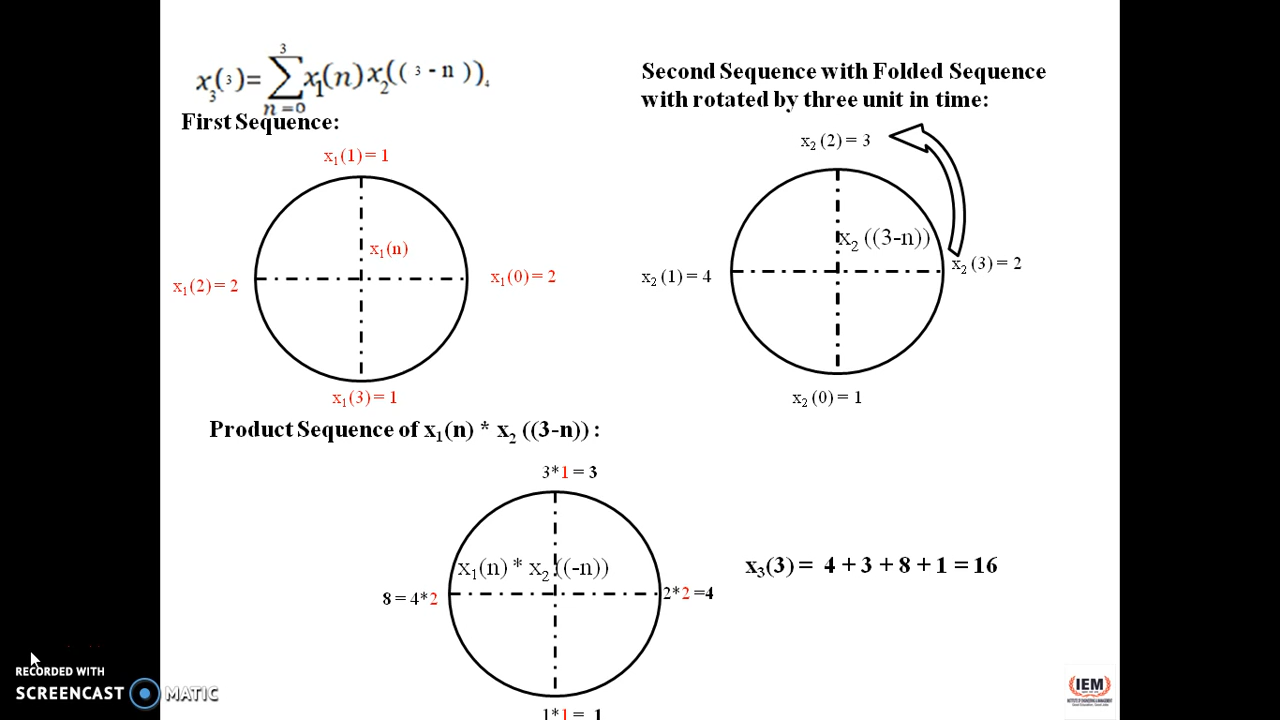 3
x₃(3)= ∑ x₁(n) x₂((3-n))₄
n=0
First Sequence:
x₁(1) = 1
x₁(n)
x₁(2) = 2
x₁(0) = 2
x₁(3) = 1
Second Sequence with Folded Sequence
with rotated by three unit in time:
x₂ (2) = 3
x₂ ((3-n))
x₂ (1) = 4
x₂ (3) = 2
x₂ (0) = 1
Product Sequence of x₁(n) * x₂ ((3-n)) :
3*1 = 3
x₁(n) * x₂ ((-n))
8 = 4*2
2*2 =4
1*1 = 1
x₃(3) = 4 + 3 + 8 + 1 = 16
RECORDED WITH
SCREENCAST MATIC
IEM